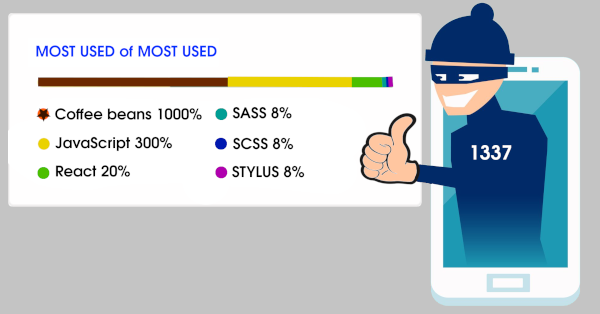 MOST USED of MOST USED
Coffee beans 1000%
SASS 8%
JavaScript 300%
SCSS 8%
React 20%
STYLUS 8%
1337